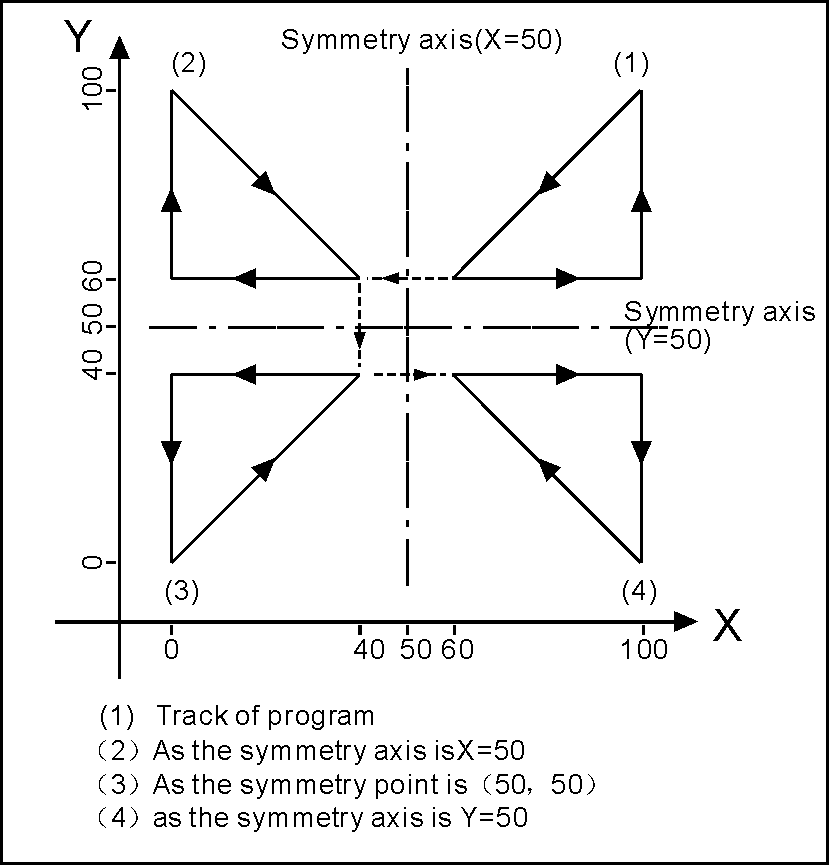 Y
Symmetry axis(X=50)
(2)
(1)
100
60
50
40
0
Symmetry axis
(Y=50)
(3)
(4)
X
0
40
50
60
100
(1) Track of program
（2）As the symmetry axis isX=50
（3）As the symmetry point is（50，50）
（4）as the symmetry axis is Y=50